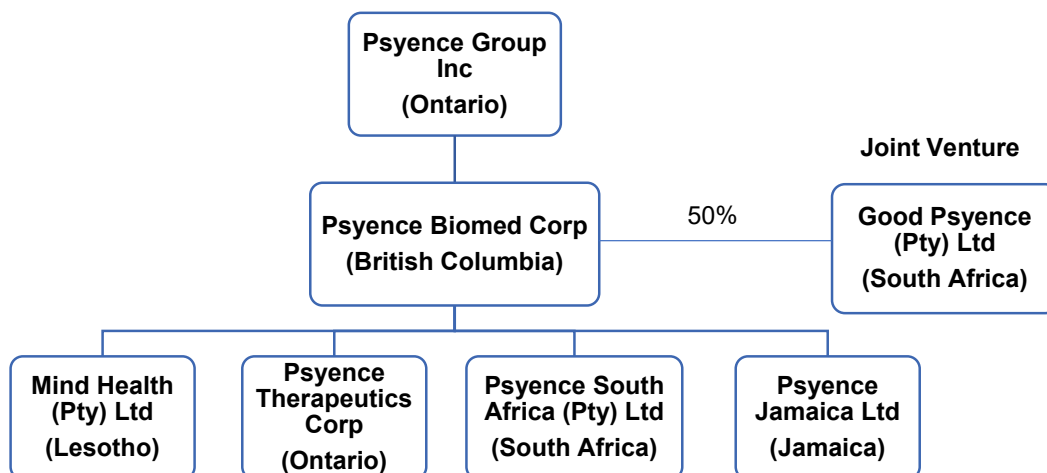 Psyence Group
Inc
(Ontario)
Joint Venture
Psyence Biomed Corp
(British Columbia)
50%
Good Psyence
(Pty) Ltd
(South Africa)
Mind Health
(Pty) Ltd
(Lesotho)
Psyence
Therapeutics
Corp
(Ontario)
Psyence South
Africa (Pty) Ltd
(South Africa)
Psyence
Jamaica Ltd
(Jamaica)